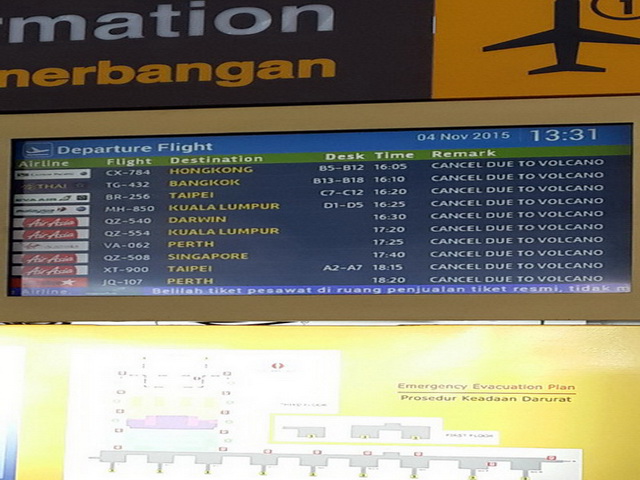 rmation
nerbangan
1
Departure Flight 04 Nov 2015 13:31
Airline Flight Destination Desk Time Remark
CX-784 HONGKONG B5-B12 16:05 CANCEL DUE TO VOLCANO
THAI TG-432 BANGKOK B13-B18 16:10 CANCEL DUE TO VOLCANO
EVA AIR BR-256 TAIPEI C7-C12 16:20 CANCEL DUE TO VOLCANO
MH-850 KUALA LUMPUR D1-D5 16:25 CANCEL DUE TO VOLCANO
AirAsia QZ-540 DARWIN 16:30 CANCEL DUE TO VOLCANO
AirAsia QZ-554 KUALA LUMPUR 17:20 CANCEL DUE TO VOLCANO
VA-062 PERTH 17:25 CANCEL DUE TO VOLCANO
AirAsia QZ-508 SINGAPORE 17:40 CANCEL DUE TO VOLCANO
AirAsia XT-900 TAIPEI A2-A7 18:15 CANCEL DUE TO VOLCANO
JQ-107 PERTH 18:20 CANCEL DUE TO VOLCANO
Airline: Belilah tiket pesawat di ruang penjualan tiket resmi, tidak m
Emergency Evacuation Plan
Prosedur Keadaan Darurat
FIRST FLOOR